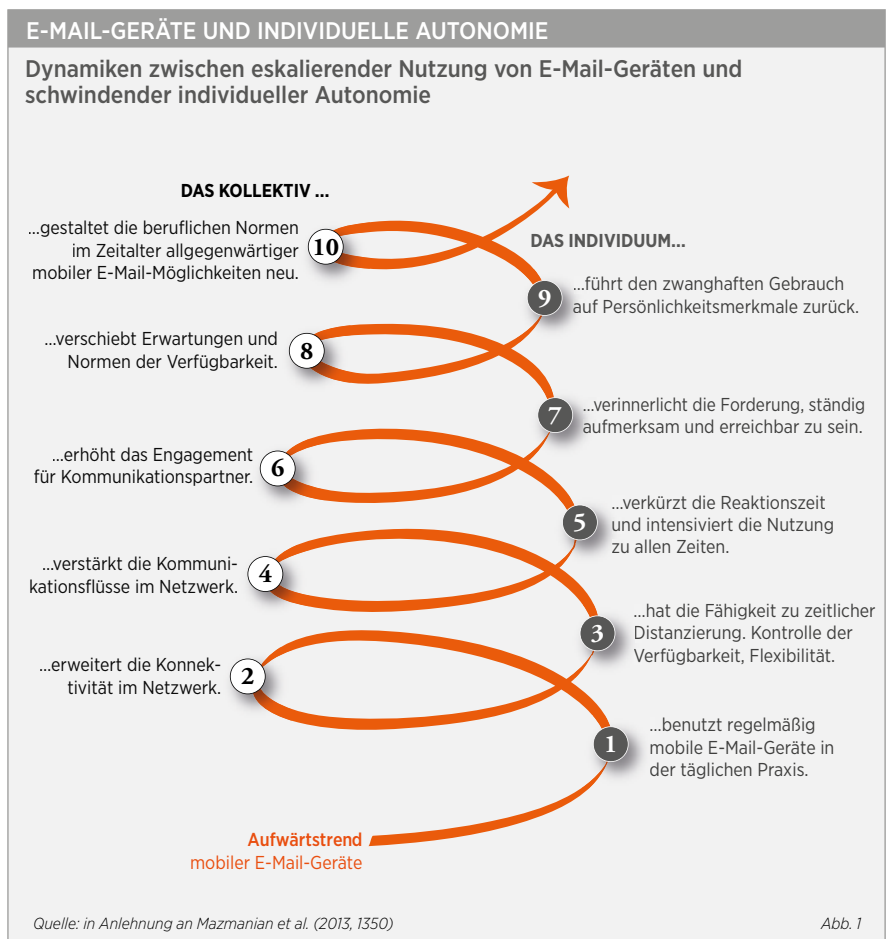 E-MAIL-GERÄTE UND INDIVIDUELLE AUTONOMIE
Dynamiken zwischen eskalierender Nutzung von E-Mail-Geräten und
schwindender individueller Autonomie
DAS KOLLEKTIV ...
...gestaltet die beruflichen Normen
im Zeitalter allgegenwärtiger
mobiler E-Mail-Möglichkeiten neu.
10
DAS INDIVIDUUM...
9
...führt den zwanghaften Gebrauch
auf Persönlichkeitsmerkmale zurück.
...verschiebt Erwartungen und
Normen der Verfügbarkeit.
8
7
...verinnerlicht die Forderung, ständig
aufmerksam und erreichbar zu sein.
...erhöht das Engagement
für Kommunikationspartner.
6
5
...verkürzt die Reaktionszeit
und intensiviert die Nutzung
zu allen Zeiten.
...verstärkt die Kommuni-
kationsflüsse im Netzwerk.
4
3
...hat die Fähigkeit zu zeitlicher
Distanzierung. Kontrolle der
Verfügbarkeit, Flexibilität.
...erweitert die Konnek-
tivität im Netzwerk.
2
1
...benutzt regelmäßig
mobile E-Mail-Geräte in
der täglichen Praxis.
Aufwärtstrend
mobiler E-Mail-Geräte
Quelle: in Anlehnung an Mazmanian et al. (2013, 1350)
Abb. 1